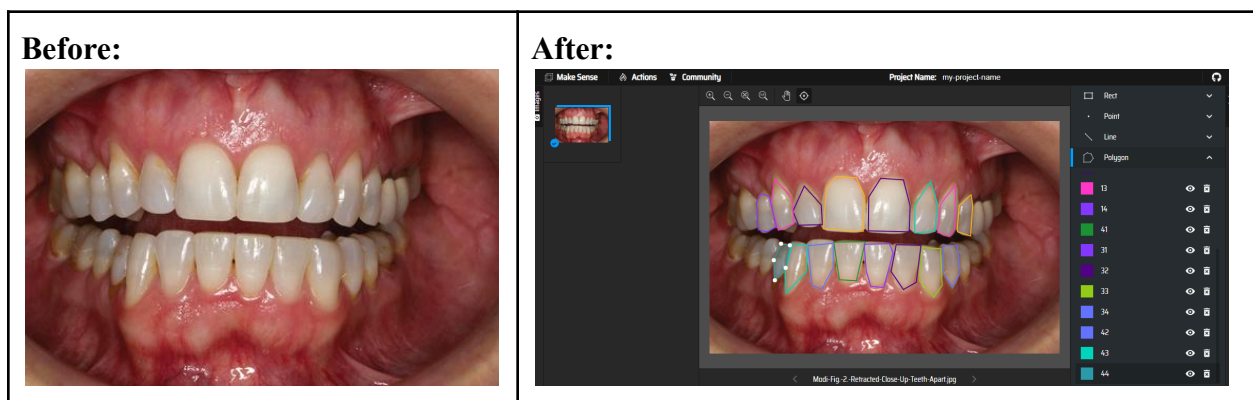 Before:
After:
Make Sense
Actions
Community
Project Name: my-project-name
Images
Rect
Point
Line
Polygon
13
14
41
31
32
33
34
42
43
44
Modi-Fig.-2.-Retracted-Close-Up-Teeth-Apart.jpg